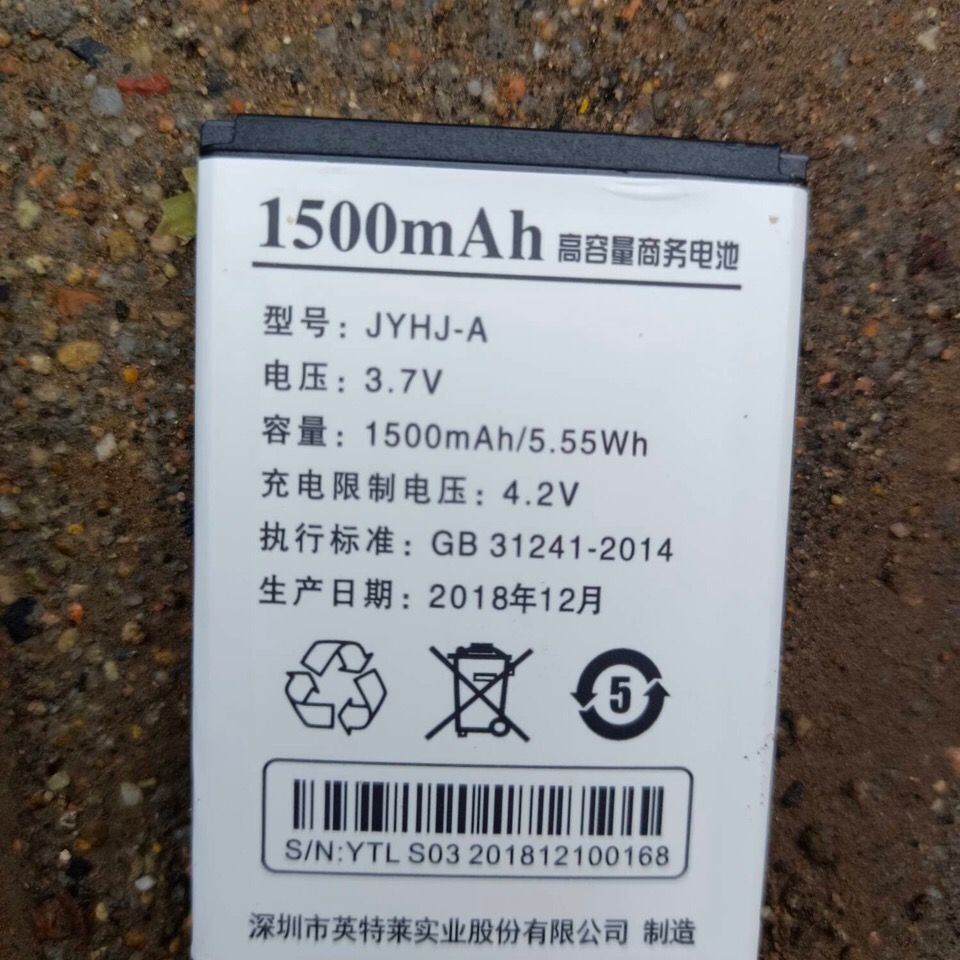 1500mAh 高容量商务电池
型号: JYHJ-A
电压: 3.7V
容量: 1500mAh/5.55Wh
充电限制电压: 4.2V
执行标准: GB 31241-2014
生产日期: 2018年12月
5
S/N:YTL S03 201812100168
深圳市英特莱实业股份有限公司 制造